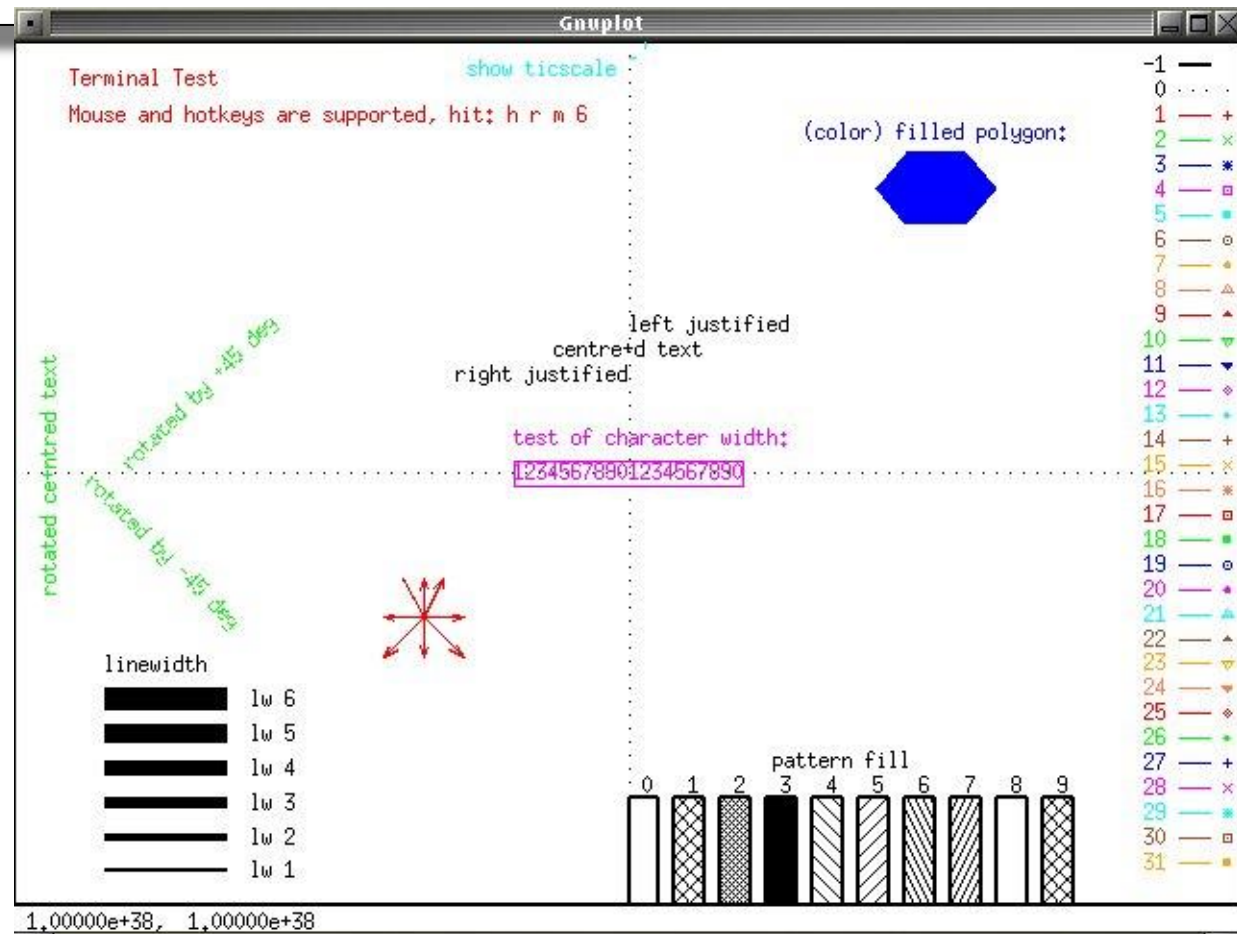 Gnuplot
Terminal Test
show ticscale
Mouse and hotkeys are supported, hit: h r m 6
(color) filled polygon:
left justified
centre+d text
right justified
test of character width:
12345678901234567890
rotated ce+ntred text
rotated by +45 deg
rotated by -45 deg
linewidth
lw 6
lw 5
lw 4
lw 3
lw 2
lw 1
pattern fill
0 1 2 3 4 5 6 7 8 9
-1
0
1
2
3
4
5
6
7
8
9
10
11
12
13
14
15
16
17
18
19
20
21
22
23
24
25
26
27
28
29
30
31
1.00000e+38, 1.00000e+38